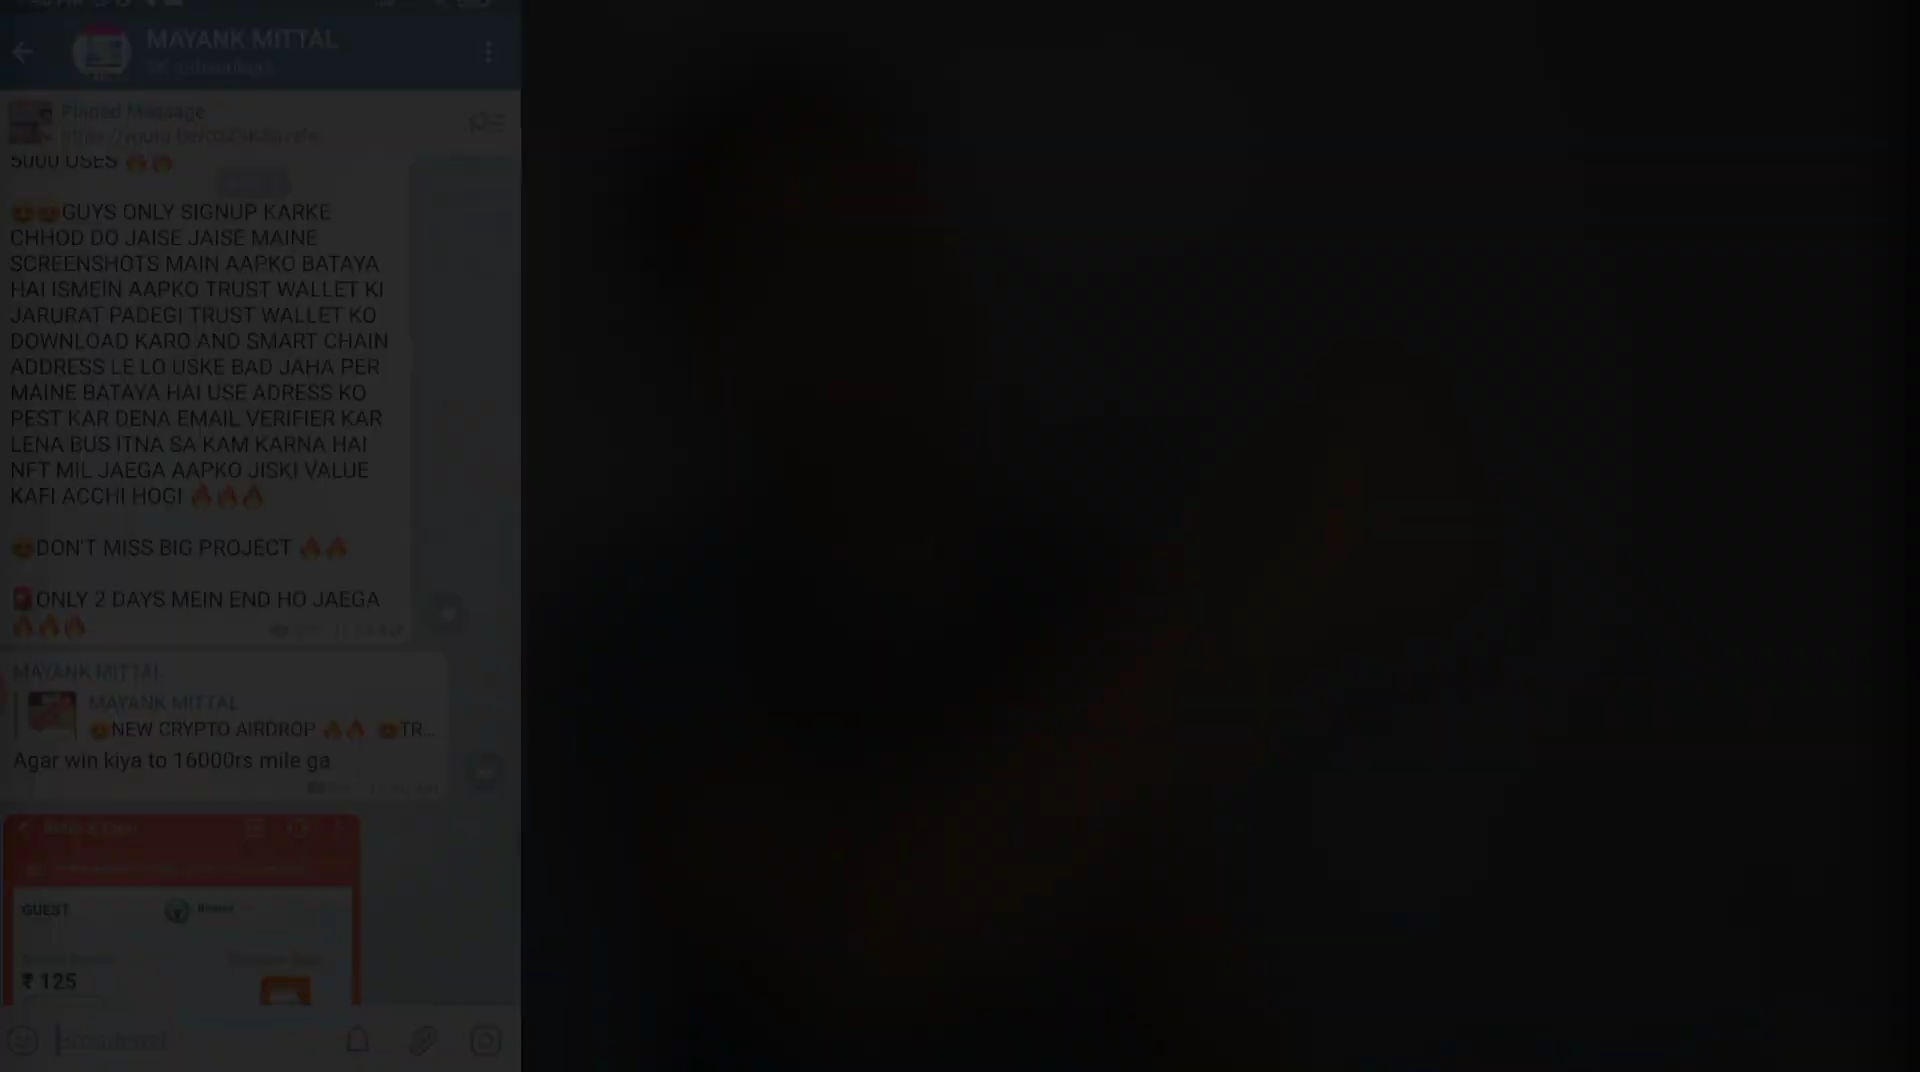 MAYANK MITTAL
Pinned Message
5000 USES 🔥🔥
😍😍GUYS ONLY SIGNUP KARKE
CHHOD DO JAISE JAISE MAINE
SCREENSHOTS MAIN AAPKO BATAYA
HAI ISMEIN AAPKO TRUST WALLET KI
JARURAT PADEGI TRUST WALLET KO
DOWNLOAD KARO AND SMART CHAIN
ADDRESS LE LO USKE BAD JAHA PER
MAINE BATAYA HAI USE ADRESS KO
PEST KAR DENA EMAIL VERIFIER KAR
LENA BUS ITNA SA KAM KARNA HAI
NFT MIL JAEGA AAPKO JISKI VALUE
KAFI ACCHI HOGI 🔥🔥🔥
😍DON'T MISS BIG PROJECT 🔥🔥
🚨ONLY 2 DAYS MEIN END HO JAEGA
🔥🔥🔥
MAYANK MITTAL
MAYANK MITTAL
😍NEW CRYPTO AIRDROP 🔥🔥 😍TR...
Agar win kiya to 16000rs mile ga
GUEST
₹ 125
Broadcast